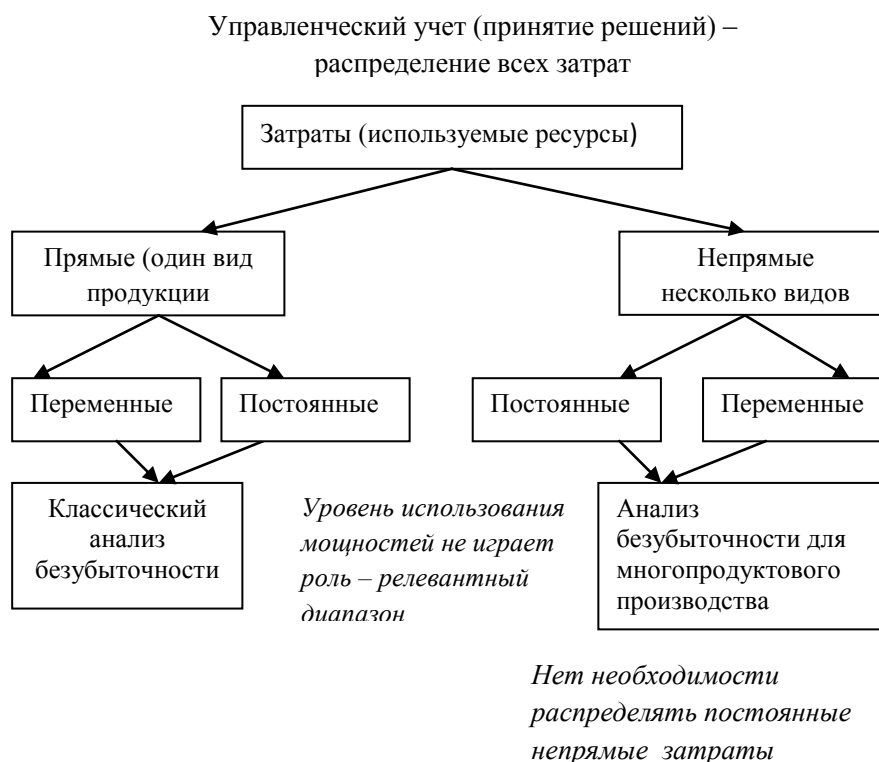 Управленческий учет (принятие решений) –
распределение всех затрат
Затраты (используемые ресурсы)
Прямые (один вид
продукции
Непрямые
несколько видов
Переменные
Постоянные
Постоянные
Переменные
Классический
анализ
безубыточности
Уровень использования
мощностей не играет
роль – релевантный
диапазон
Анализ
безубыточности для
многопродуктового
производства
Нет необходимости
распределять постоянные
непрямые затраты